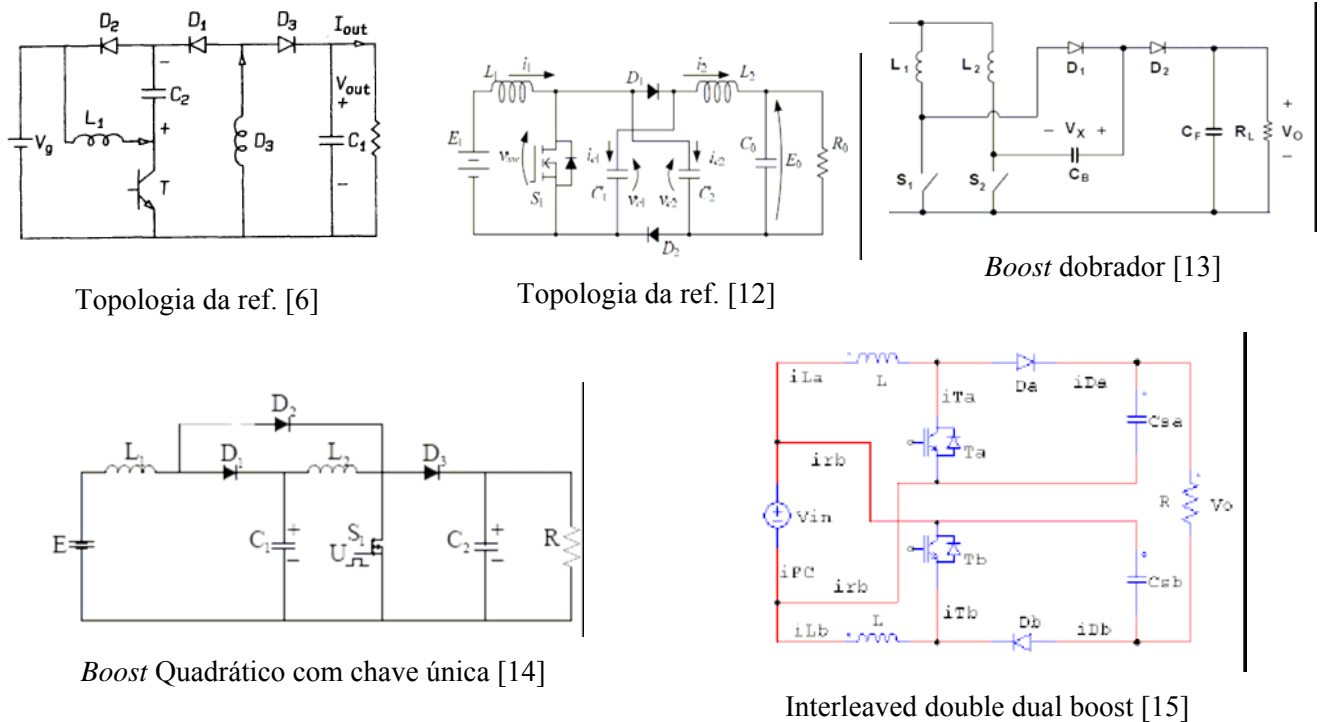 D2
D1
D3
Iout
C2
Vout
+
−
L1
+
−
Vg
D3
C1
T
Topologia da ref. [6]
L1
i1
D1
i2
L2
E1
vsw
S1
ic1
C1
vc1
ic2
vc2
C2
C0
E0
R0
D2
Topologia da ref. [12]
L1
L2
D1
D2
− VX +
CB
S1
S2
CF
RL
+
VO
−
Boost dobrador [13]
D2
L1
D1
L2
D3
E
C1
+
−
S1
U
C2
+
−
R
Boost Quadrático com chave única [14]
iLa
L
Da
iDa
iTa
Ta
Csa
irb
Vin
R
Vo
Tb
iPC
irb
Csb
iTb
iLb
L
Db
iDb
Interleaved double dual boost [15]